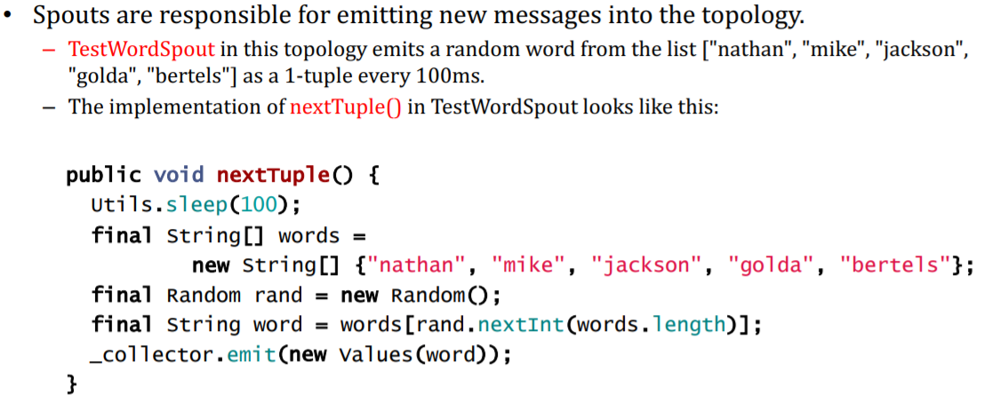 • Spouts are responsible for emitting new messages into the topology.
– TestWordSpout in this topology emits a random word from the list ["nathan", "mike", "jackson",
"golda", "bertels"] as a 1-tuple every 100ms.
– The implementation of nextTuple() in TestWordSpout looks like this:
public void nextTuple() {
Utils.sleep(100);
final String[] words =
new String[] {"nathan", "mike", "jackson", "golda", "bertels"};
final Random rand = new Random();
final String word = words[rand.nextInt(words.length)];
_collector.emit(new Values(word));
}